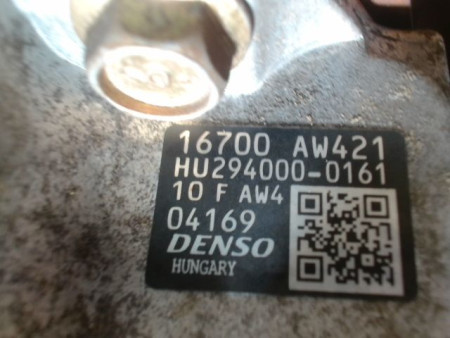 16700 AW421
HU294000-0161
10 F AW4
04169
DENSO
HUNGARY